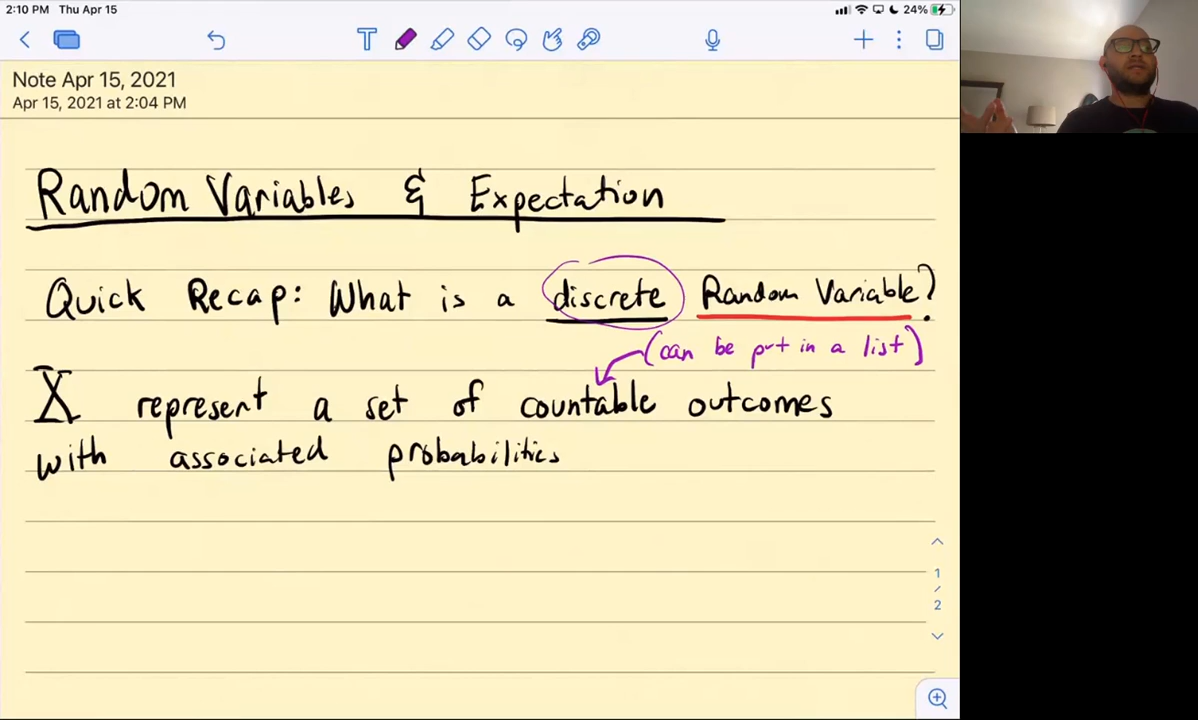 2:10 PM Thu Apr 15
24%
T
Note Apr 15, 2021
Apr 15, 2021 at 2:04 PM
Random Variables & Expectation
Quick Recap: What is a discrete Random Variable?
(can be put in a list)
X represent a set of countable outcomes
with associated probabilities
1
/
2